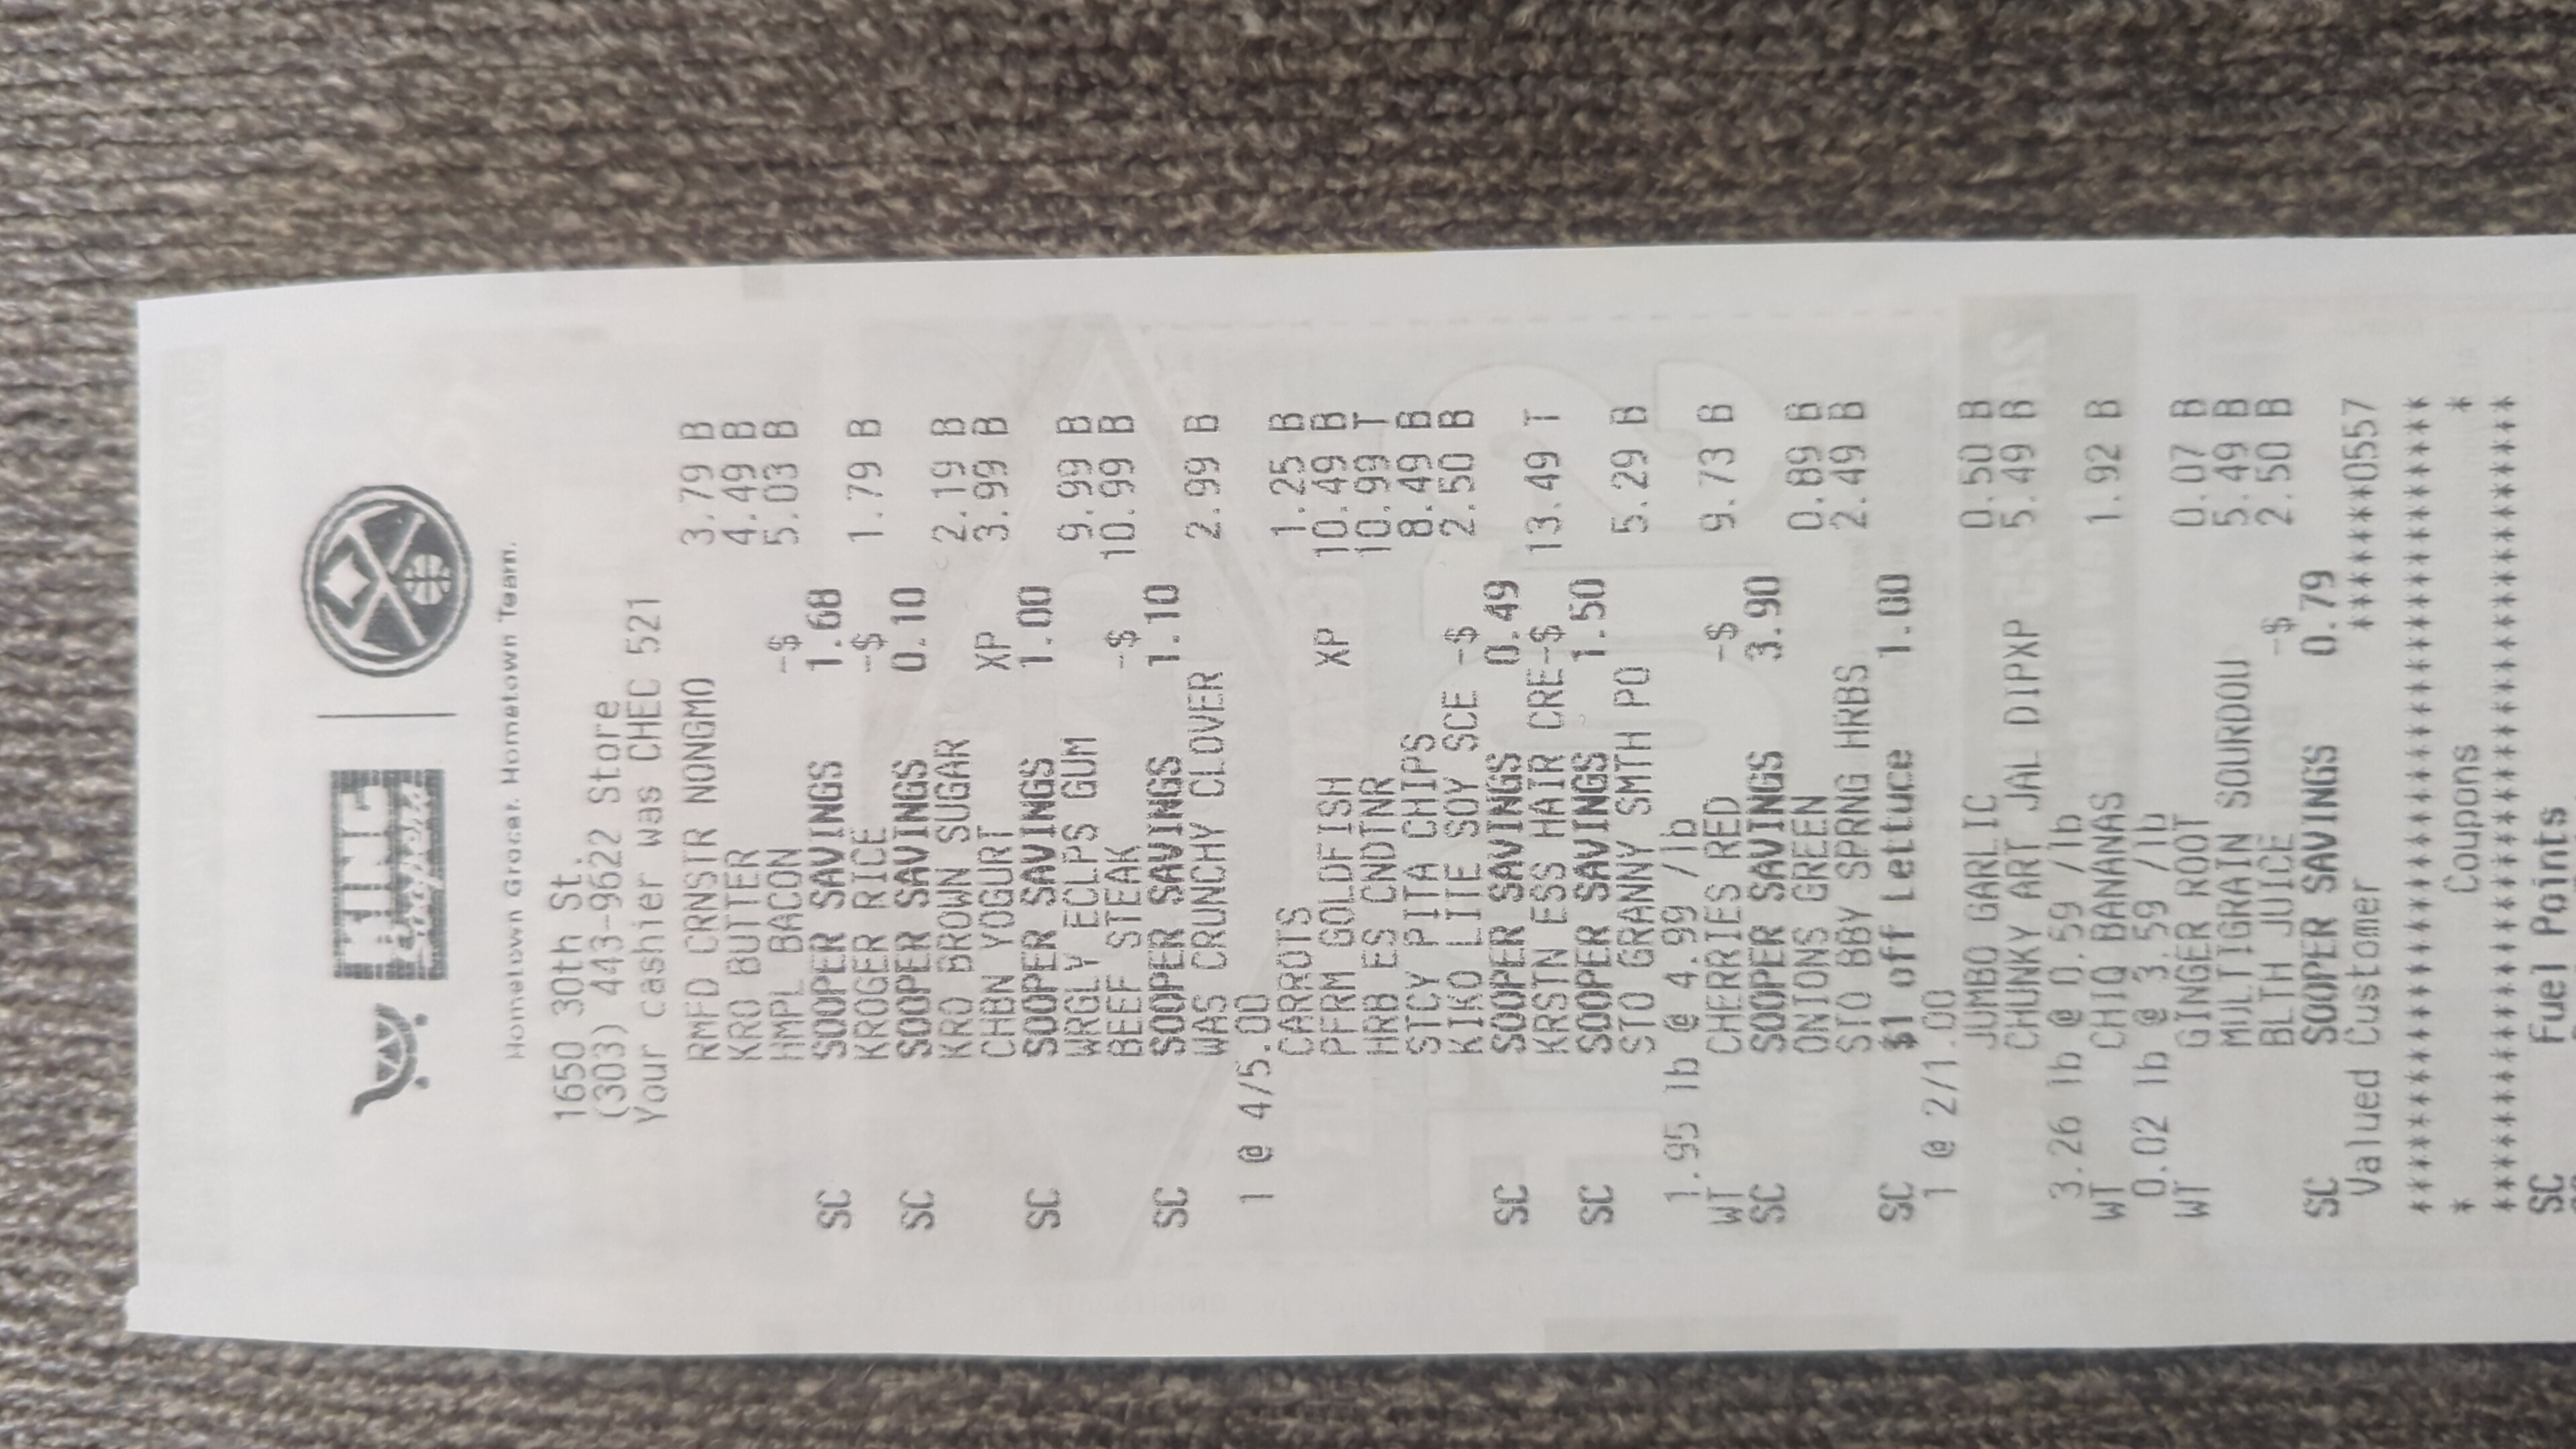 KING
Soopers
Hometown Grocer. Hometown Team.
1650 30th St.
(303) 443-9622 Store
Your cashier was CHEC 521
RMFD CRNSTR NONGMO 3.79 B
KRO BUTTER 4.49 B
HMPL BACON -$ 5.03 B
SC SOOPER SAVINGS 1.68
KROGER RICE -$ 1.79 B
SC SOOPER SAVINGS 0.10
KRO BROWN SUGAR 2.19 B
CHBN YOGURT XP 3.99 B
SC SOOPER SAVINGS 1.00
WRGLY ECLPS GUM 9.99 B
BEEF STEAK -$ 10.99 B
SC SOOPER SAVINGS 1.10
WAS CRUNCHY CLOVER 2.99 B
1 @ 4/5.00
CARROTS 1.25 B
PFRM GOLDFISH XP 10.49 B
HRB ES CNDTNR 10.99 T
STCY PITA CHIPS 8.49 B
KIKO LITE SOY SCE -$ 2.50 B
SC SOOPER SAVINGS 0.49
KRSTN ESS HAIR CRE-$ 13.49 T
SC SOOPER SAVINGS 1.50
STO GRANNY SMTH PO 5.29 B
1.95 lb @ 4.99 /lb
WT CHERRIES RED -$ 9.73 B
SC SOOPER SAVINGS 3.90
ONIONS GREEN 0.89 B
STO BBY SPRNG HRBS 2.49 B
SC $1 off Lettuce 1.00
1 @ 2/1.00
JUMBO GARLIC 0.50 B
CHUNKY ART JAL DIPXP 5.49 B
3.26 lb @ 0.59 /lb
WT CHIQ BANANAS 1.92 B
0.02 lb @ 3.59 /lb
WT GINGER ROOT 0.07 B
MULTIGRAIN SOURDOU 5.49 B
BLTH JUICE -$ 2.50 B
SC SOOPER SAVINGS 0.79
Valued Customer *******0557
**************************************
* Coupons *
**************************************
SC Fuel Points